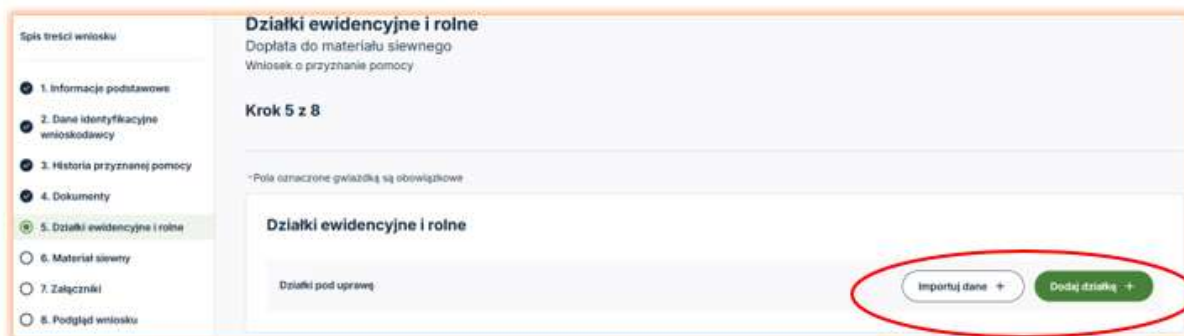 Spis treści wniosku
1. Informacje podstawowe
2. Dane identyfikacyjne
wnioskodawcy
3. Historia przyznanej pomocy
4. Dokumenty
5. Działki ewidencyjne i rolne
6. Materiał siewny
7. Załączniki
8. Podgląd wniosku
Działki ewidencyjne i rolne
Dopłata do materiału siewnego
Wniosek o przyznanie pomocy
Krok 5 z 8
*Pola oznaczone gwiazdką są obowiązkowe
Działki ewidencyjne i rolne
Działki pod uprawę
Importuj dane +
Dodaj działkę +